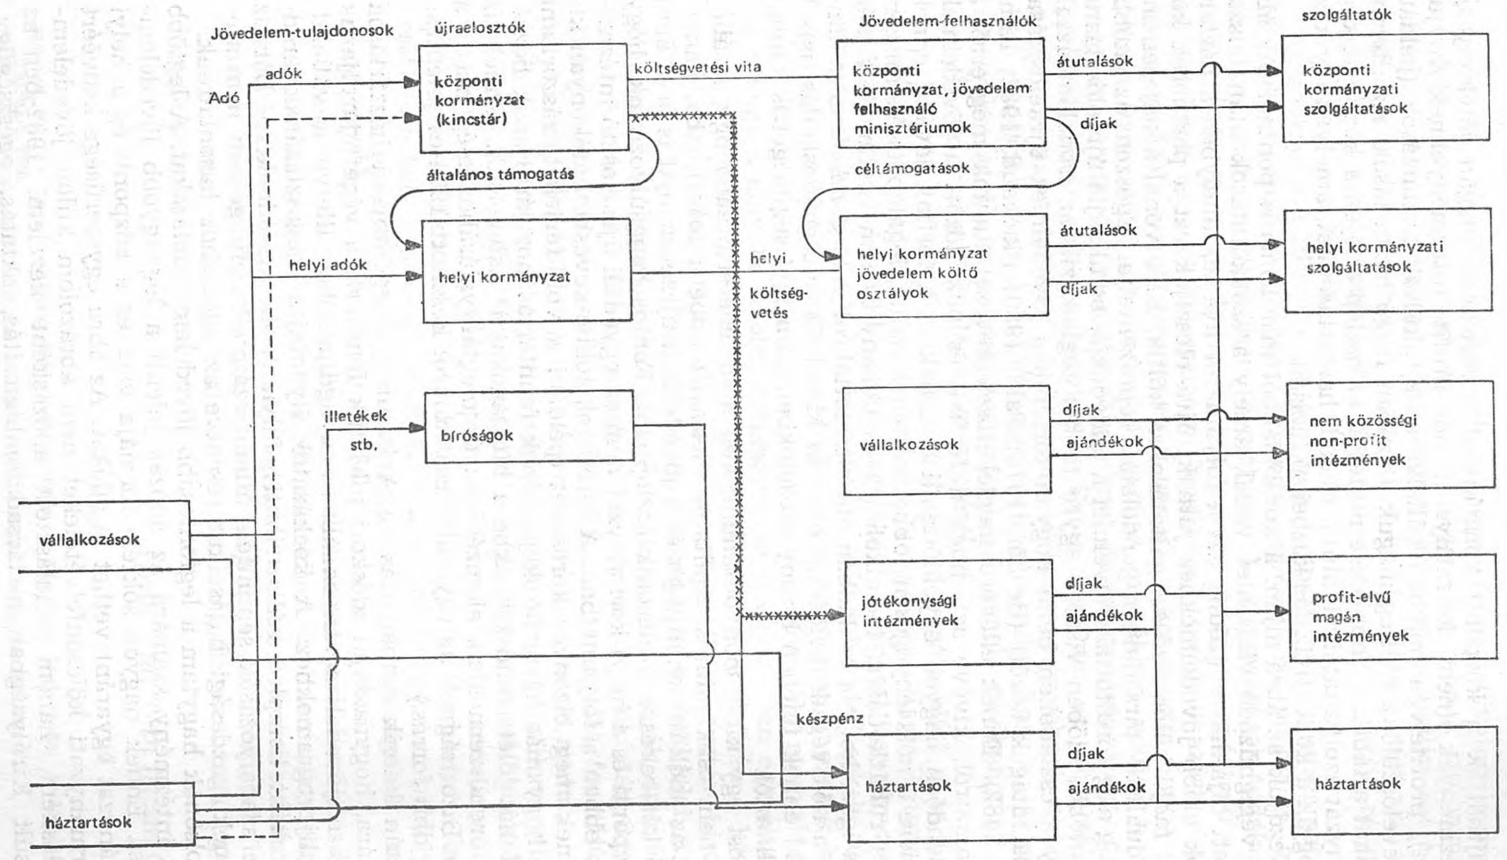 Jövedelem-tulajdonosok
újraelosztók
Jövedelem-felhasználók
szolgáltatók
adók
Adó
központi
kormányzat
(kincstár)
költségvetési vita
általános támogatás
központi
kormányzat, jövedelem
felhasználó
minisztériumok
átutalások
díjak
céltámogatások
központi
kormányzati
szolgáltatások
helyi adók
helyi kormányzat
helyi
költség-
vetés
helyi kormányzat
jövedelem költő
osztályok
átutalások
díjak
helyi kormányzati
szolgáltatások
illetékek
stb.
bíróságok
vállalkozások
díjak
ajándékok
nem közösségi
non-profit
intézmények
vállalkozások
jótékonysági
intézmények
díjak
ajándékok
profit-elvű
magán
intézmények
készpénz
háztartások
háztartások
díjak
ajándékok
háztartások